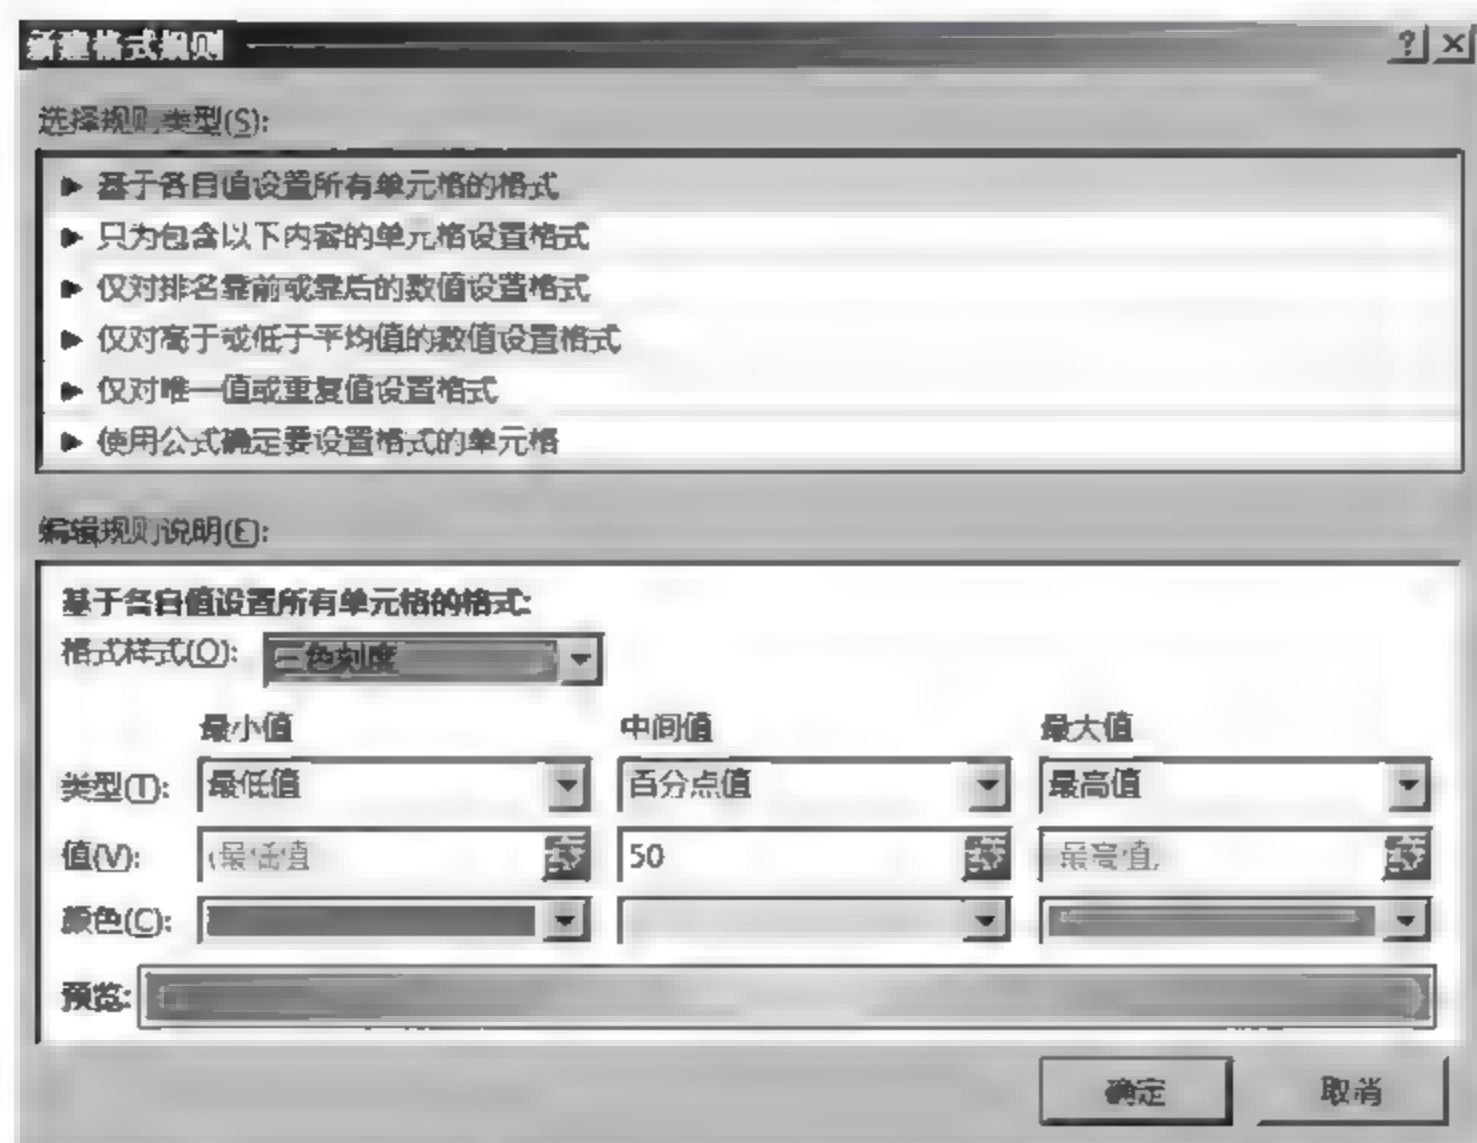 新建格式规则
选择规则类型(S):
► 基于各自值设置所有单元格的格式
► 只为包含以下内容的单元格设置格式
► 仅对排名靠前或靠后的数值设置格式
► 仅对高于或低于平均值的数值设置格式
► 仅对唯一值或重复值设置格式
► 使用公式确定要设置格式的单元格
编辑规则说明(E):
基于各自值设置所有单元格的格式:
格式样式(O): 三色刻度
最小值 中间值 最大值
类型(T): 最低值 百分点值 最高值
值(V): (最低值 50 最高值)
颜色(C):
预览:
确定 取消